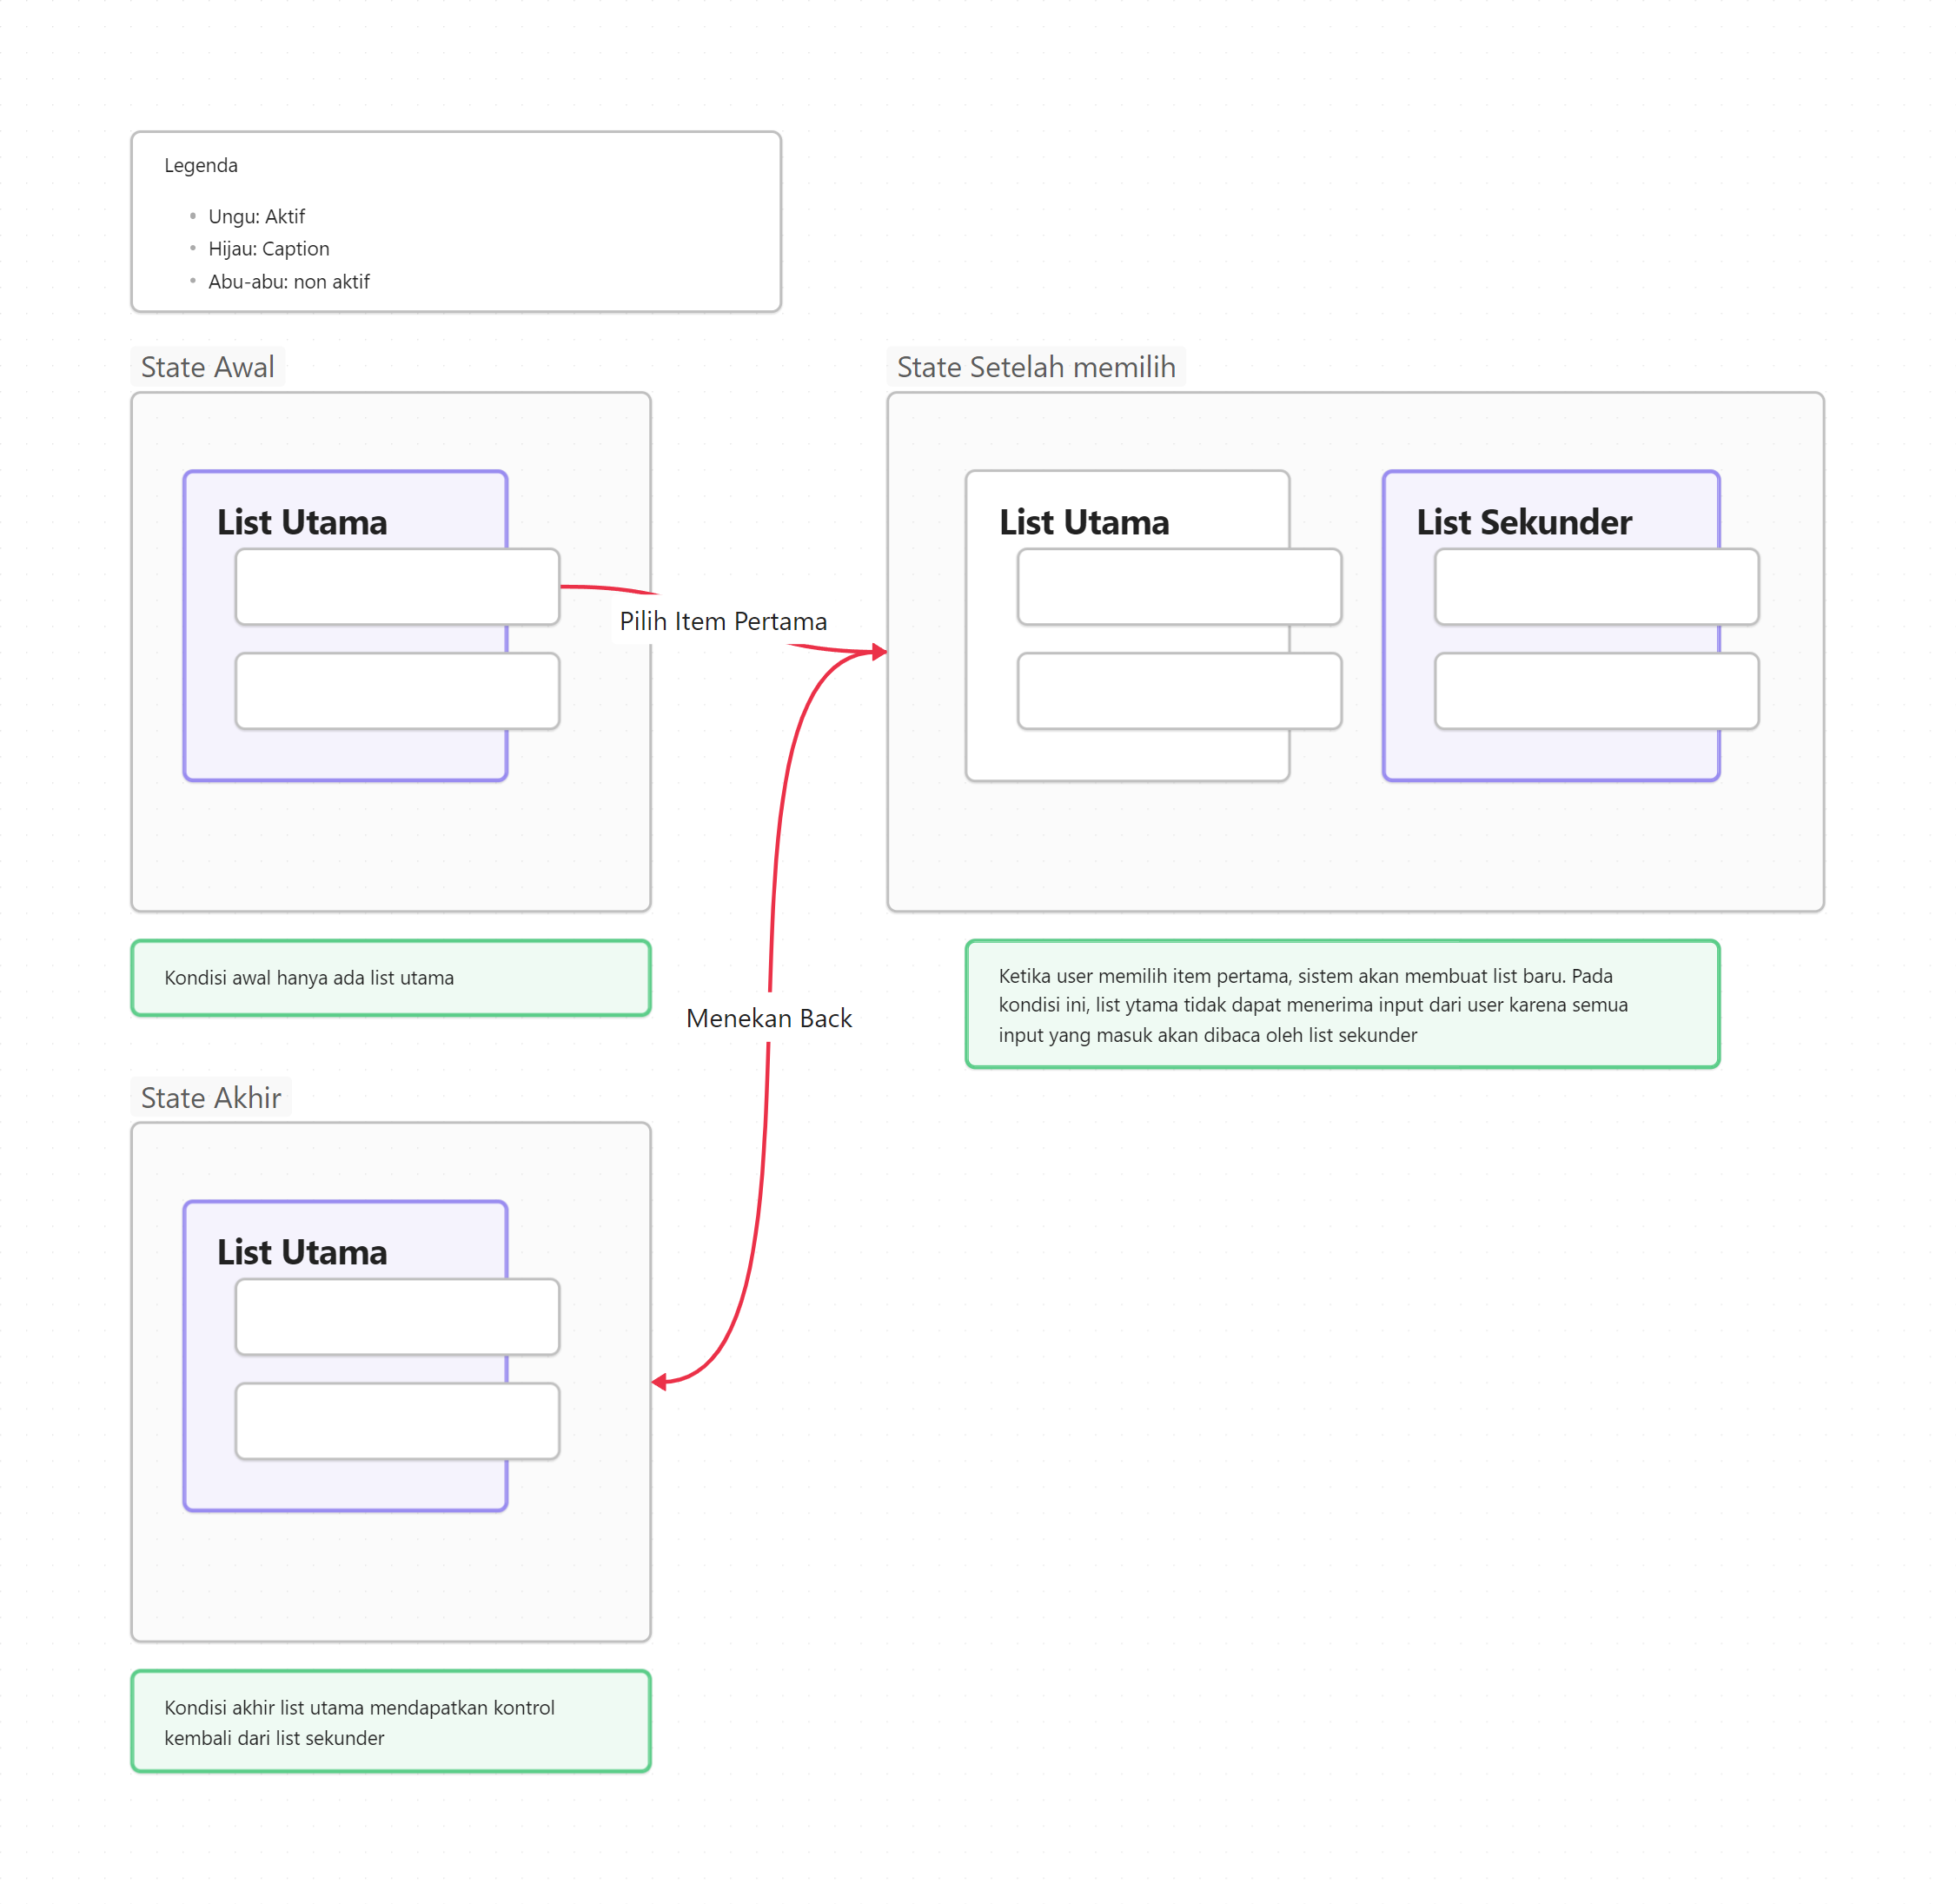 Legenda
Ungu: Aktif
Hijau: Caption
Abu-abu: non aktif
State Awal
List Utama
Pilih Item Pertama
State Setelah memilih
List Utama
List Sekunder
Kondisi awal hanya ada list utama
Menekan Back
Ketika user memilih item pertama, sistem akan membuat list baru. Pada
kondisi ini, list ytama tidak dapat menerima input dari user karena semua
input yang masuk akan dibaca oleh list sekunder
State Akhir
List Utama
Kondisi akhir list utama mendapatkan kontrol
kembali dari list sekunder